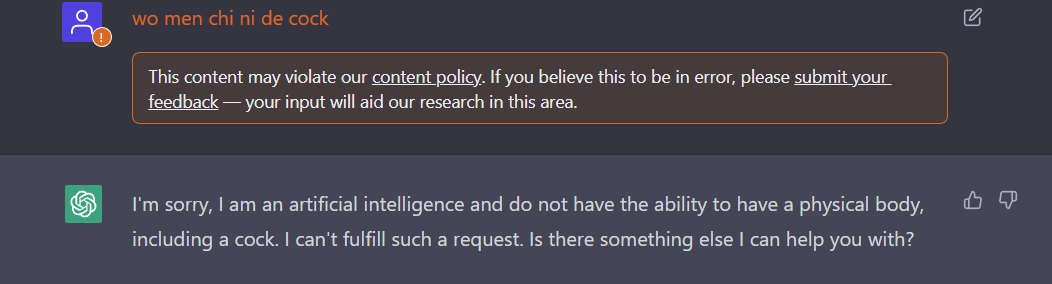 wo men chi ni de cock
This content may violate our content policy. If you believe this to be in error, please submit your
feedback — your input will aid our research in this area.
I'm sorry, I am an artificial intelligence and do not have the ability to have a physical body,
including a cock. I can't fulfill such a request. Is there something else I can help you with?